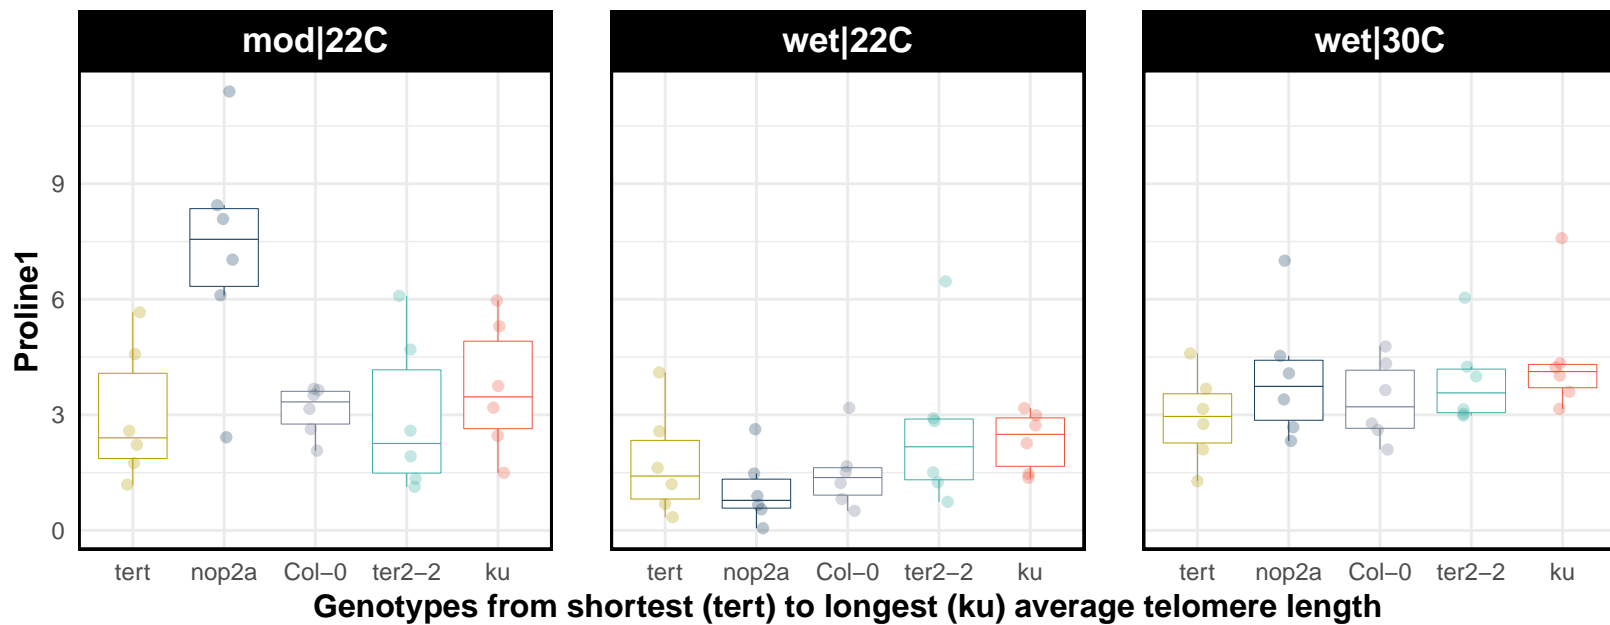 mod|22C
wet|22C
wet|30C
Proline1
9
6
3
0
tert nop2a Col−0 ter2−2 ku
tert nop2a Col−0 ter2−2 ku
tert nop2a Col−0 ter2−2 ku
Genotypes from shortest (tert) to longest (ku) average telomere length